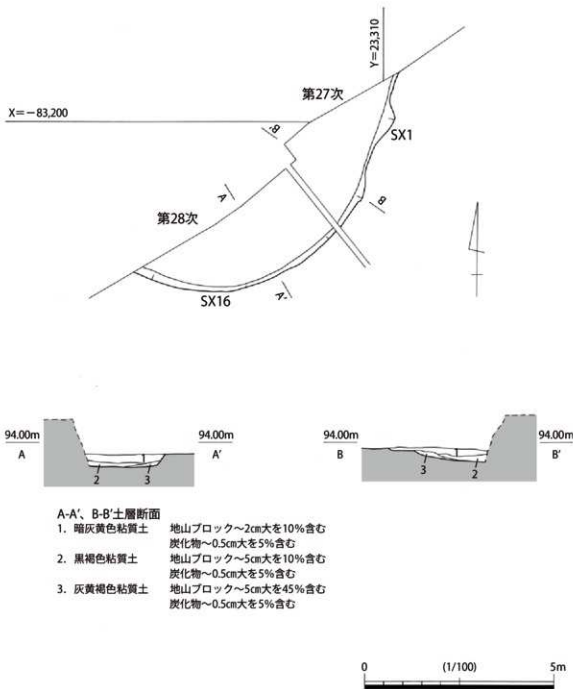 Y＝23,310
第27次
X＝－83,200
SX1
B'
B
A
第28次
A'
SX16
94.00m
A
94.00m
A'
94.00m
B
94.00m
B'
2
3
3
2
A-A'、B-B'土層断面
1. 暗灰黄色粘質土 地山ブロック～2㎝大を10%含む
炭化物～0.5㎝大を5%含む
2. 黒褐色粘質土 地山ブロック～5㎝大を10%含む
炭化物～0.5㎝大を5%含む
3. 灰黄褐色粘質土 地山ブロック～5㎝大を45%含む
炭化物～0.5㎝大を5%含む
0 (1/100) 5m